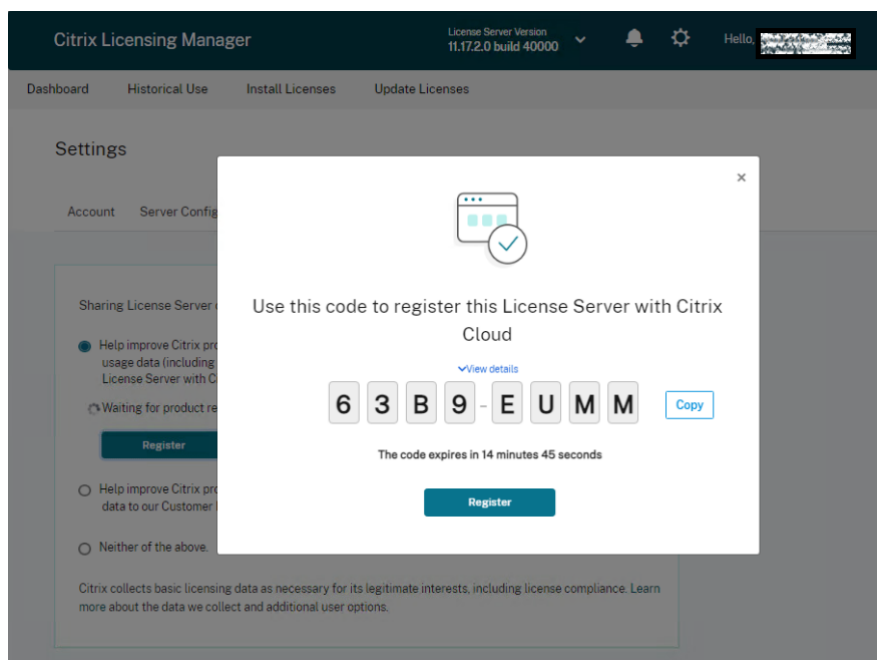 Citrix Licensing Manager
License Server Version
11.17.2.0 build 40000
Hello,
Dashboard Historical Use Install Licenses Update Licenses
Settings
×
Account Server Config
Use this code to register this License Server with Citrix
Cloud
View details
63B9-EUMM
Copy
The code expires in 14 minutes 45 seconds
Register
Sharing License Server
Help improve Citrix pro
usage data (including
License Server with C
Waiting for product re
Register
Help improve Citrix pro
data to our Customer
Neither of the above.
Citrix collects basic licensing data as necessary for its legitimate interests, including license compliance. Learn
more about the data we collect and additional user options.